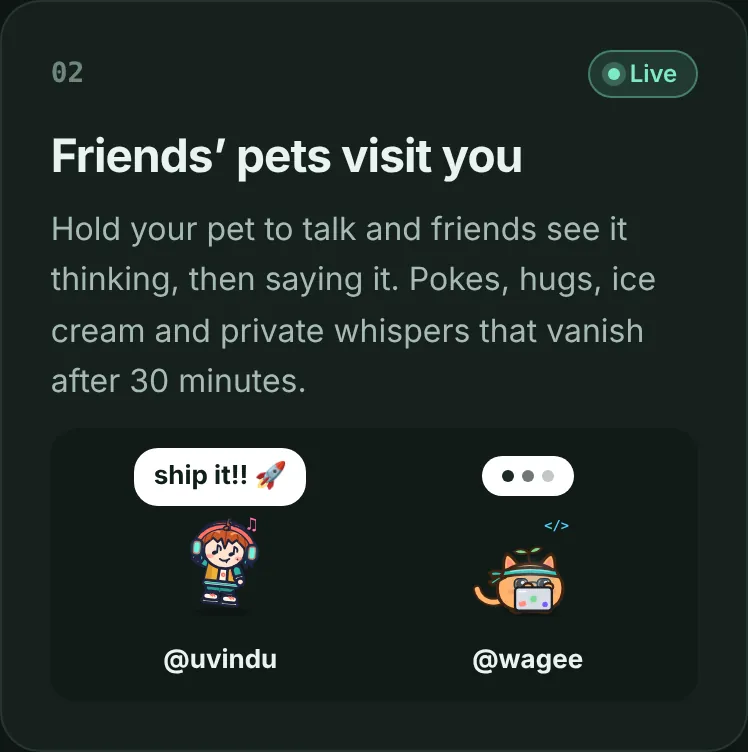 02
Live
Friends’ pets visit you
Hold your pet to talk and friends see it
thinking, then saying it. Pokes, hugs, ice
cream and private whispers that vanish
after 30 minutes.
ship it!! 🚀
</>
@uvindu
@wagee